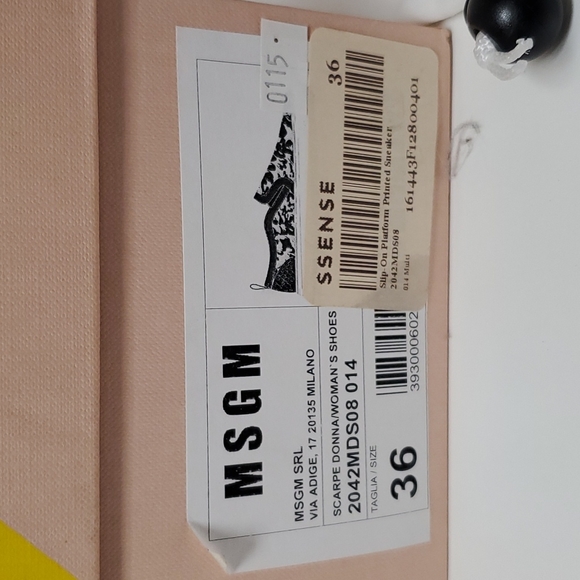 MSGM
MSGM SRL
VIA ADIGE, 17 20135 MILANO
SCARPE DONNA/WOMAN'S SHOES
2042MDS08 014
TAGLIA / SIZE
36
393000602
0115.
SSENSE
36
Slip-On Platform Printed Sneaker
2042MDS08
014 Multi
161443F12800401